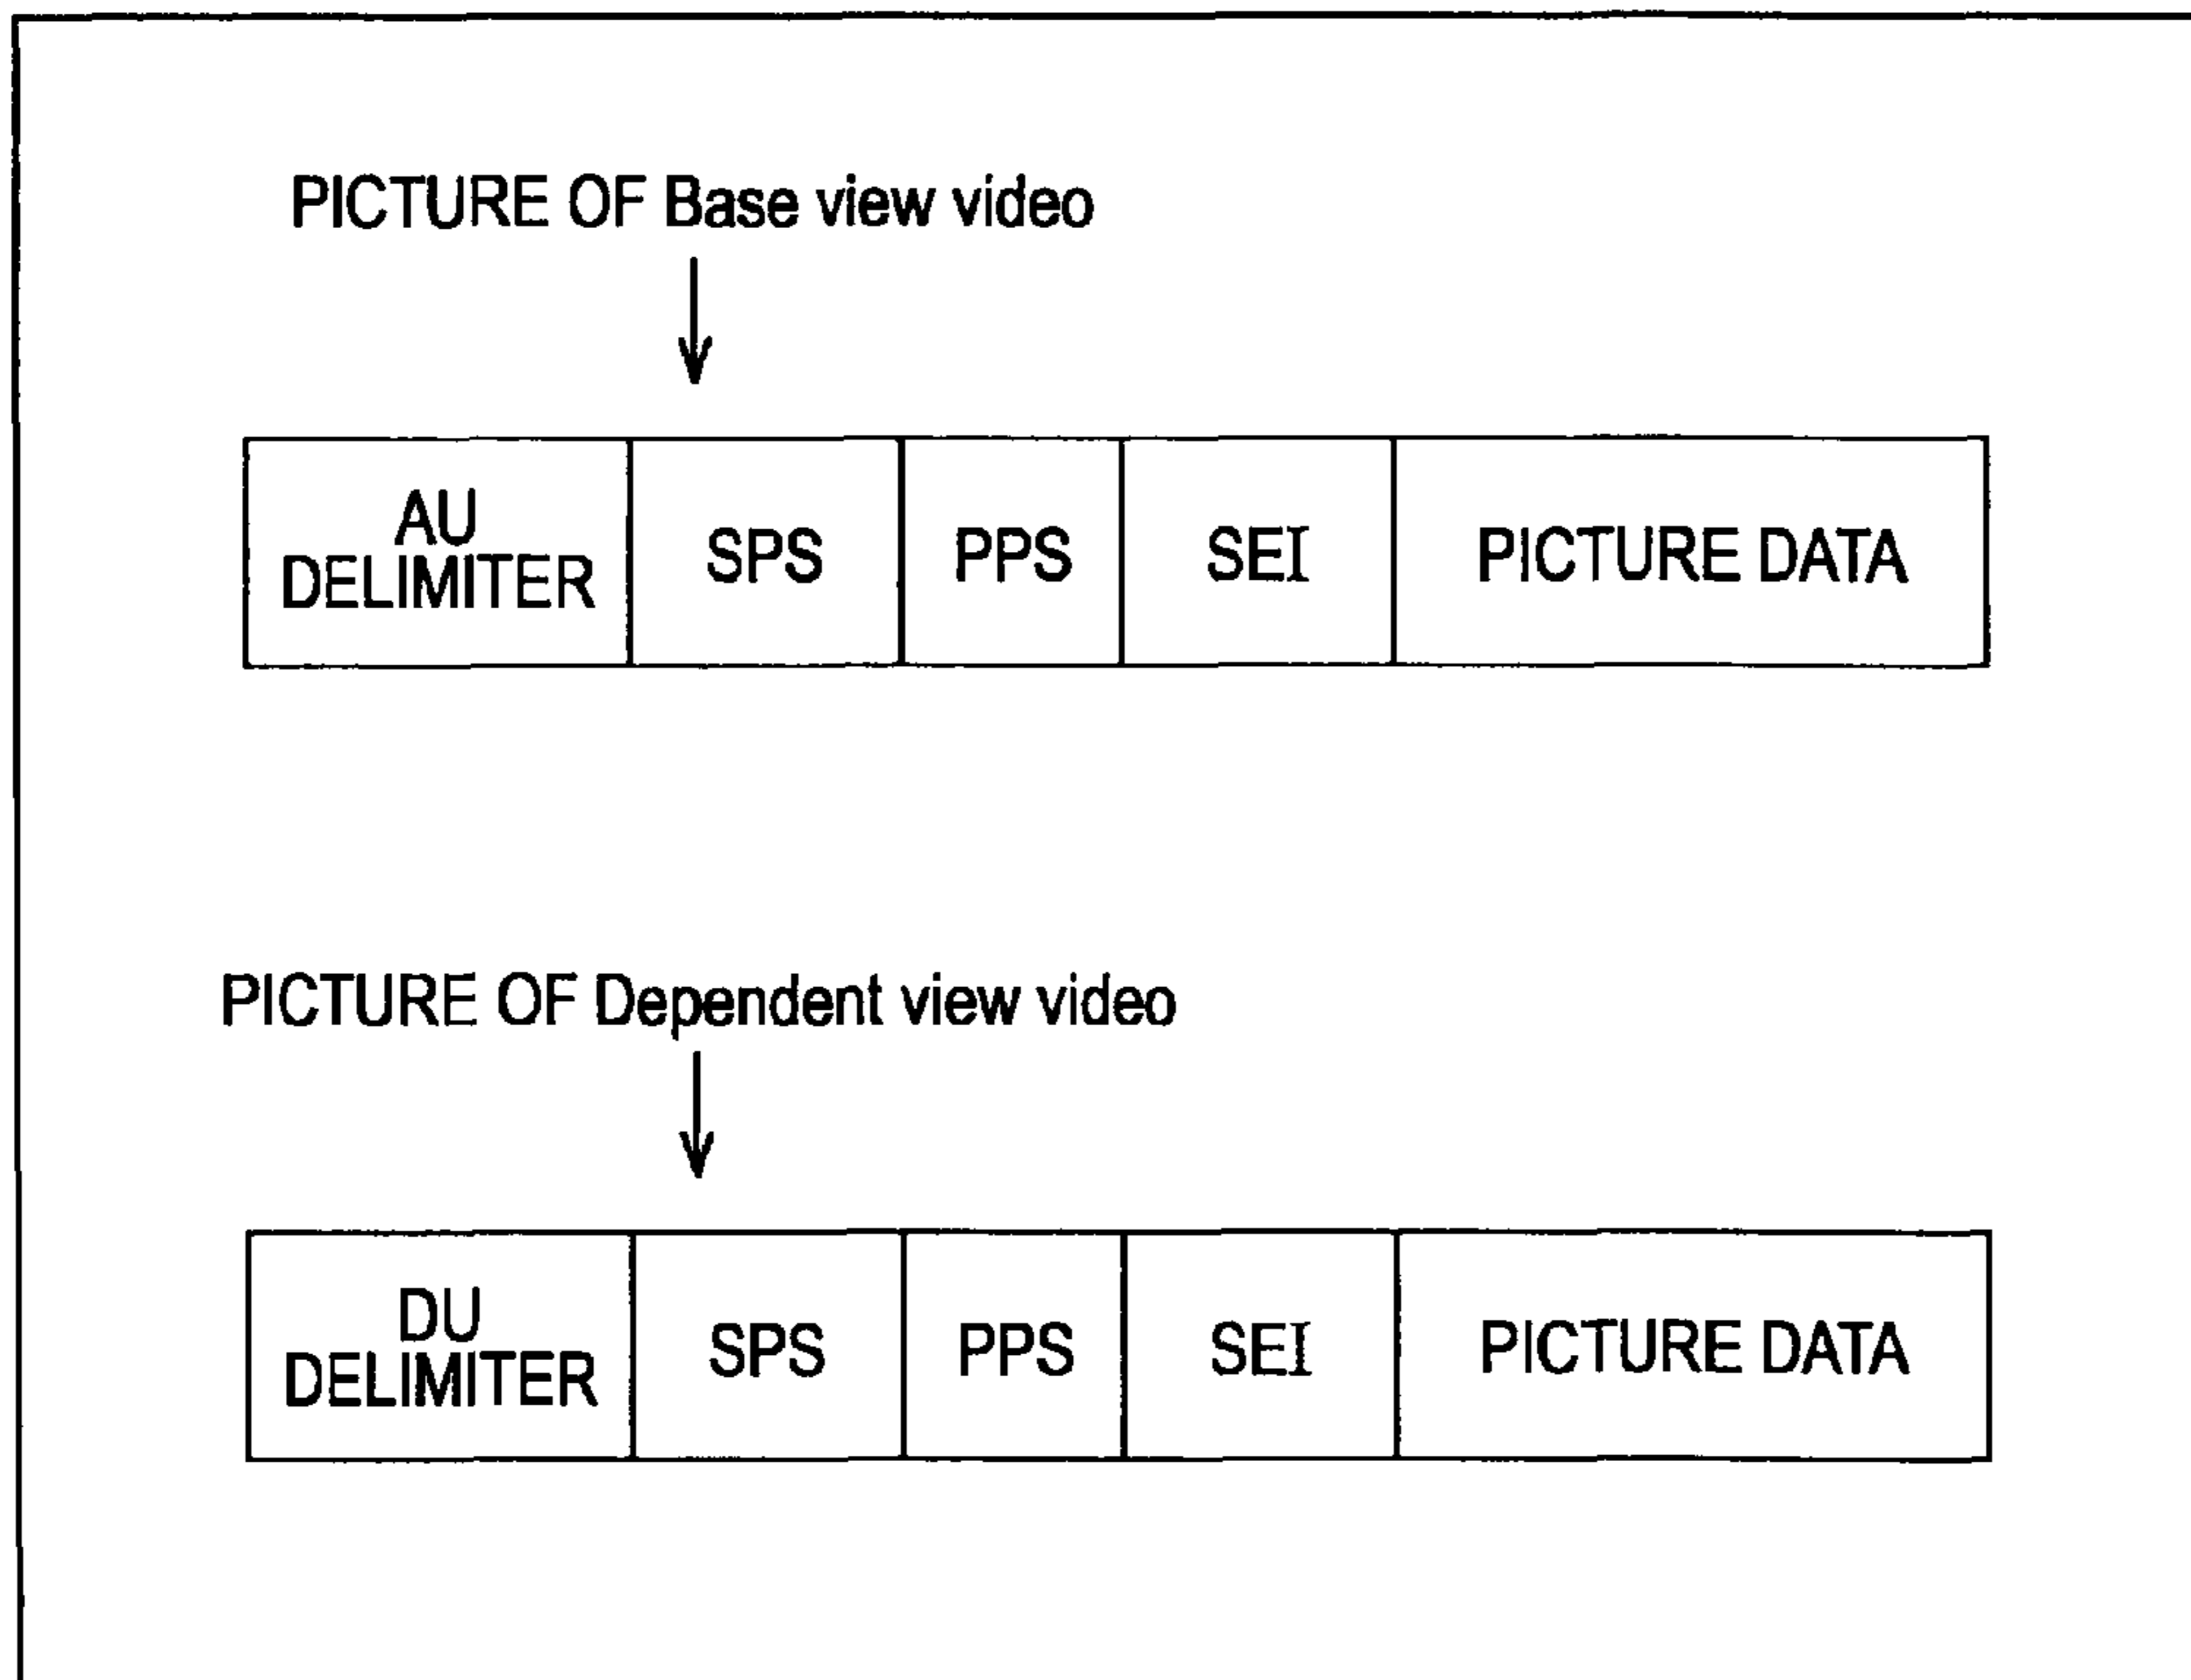 PICTURE OF Base view video
AU
DELIMITER
SPS
PPS
SEI
PICTURE DATA
PICTURE OF Dependent view video
DU
DELIMITER
SPS
PPS
SEI
PICTURE DATA